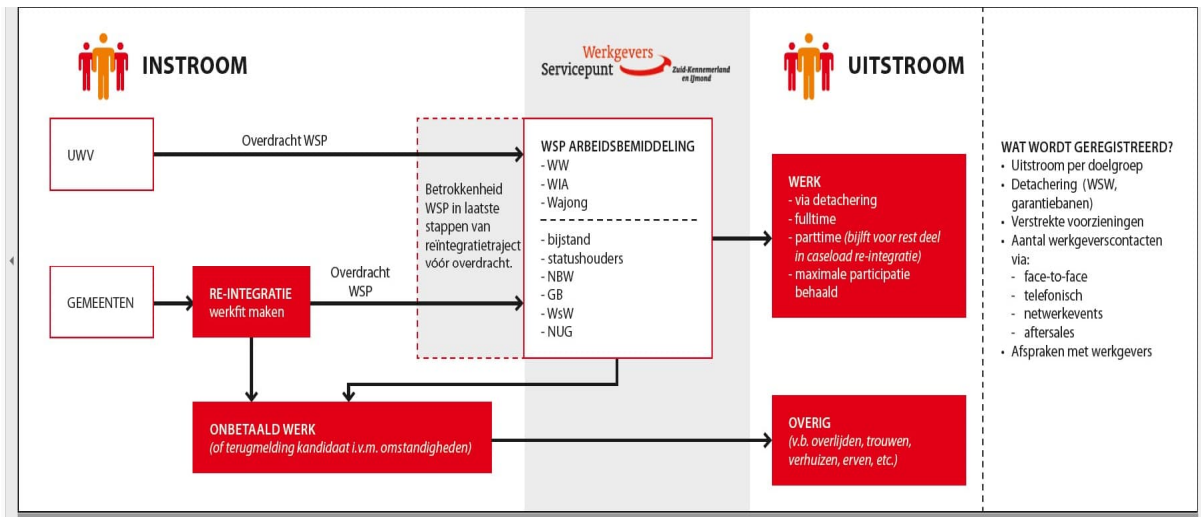 INSTROOM
Werkgevers
Servicepunt
Zuid-Kennemerland
en IJmond
UITSTROOM
UWV
Overdracht WSP
Betrokkenheid
WSP in laatste
stappen van
reïntegratietraject
vóór overdracht.
GEMEENTEN
RE-INTEGRATIE
werkfit maken
Overdracht
WSP
WSP ARBEIDSBEMIDDELING
- WW
- WIA
- Wajong
- bijstand
- statushouders
- NBW
- GB
- WsW
- NUG
ONBETAALD WERK
(of terugmelding kandidaat i.v.m. omstandigheden)
WERK
- via detachering
- fulltime
- parttime (bijlft voor rest deel
in caseload re-integratie)
- maximale participatie
behaald
OVERIG
(v.b. overlijden, trouwen,
verhuizen, erven, etc.)
WAT WORDT GEREGISTREERD?
• Uitstroom per doelgroep
• Detachering (WSW,
garantiebanen)
• Verstrekte voorzieningen
• Aantal werkgeverscontacten
via:
- face-to-face
- telefonisch
- netwerkevents
- aftersales
• Afspraken met werkgevers